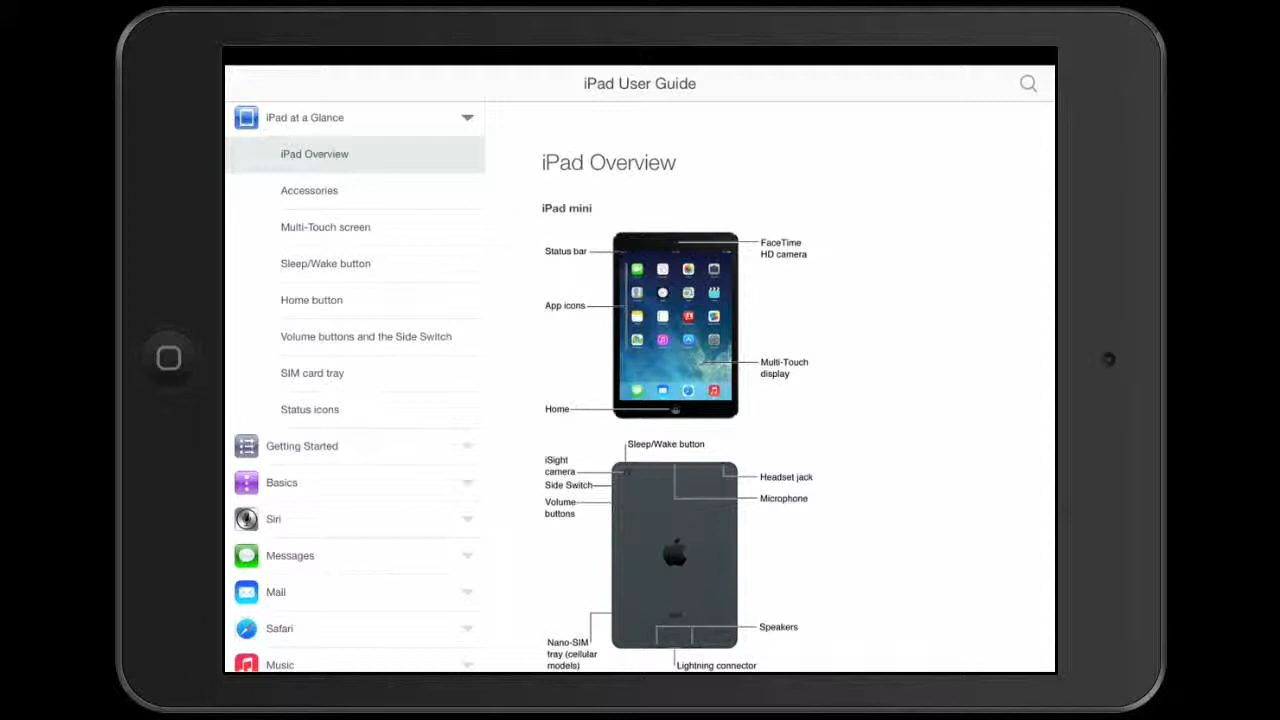 iPad User Guide
iPad at a Glance
iPad Overview
Accessories
Multi-Touch screen
Sleep/Wake button
Home button
Volume buttons and the Side Switch
SIM card tray
Status icons
Getting Started
Basics
Siri
Messages
Mail
Safari
Music
iPad Overview
iPad mini
Status bar
FaceTime
HD camera
App icons
Multi-Touch
display
Home
Sleep/Wake button
iSight
camera
Side Switch
Volume
buttons
Headset jack
Microphone
Speakers
Nano-SIM
tray (cellular
models)
Lightning connector